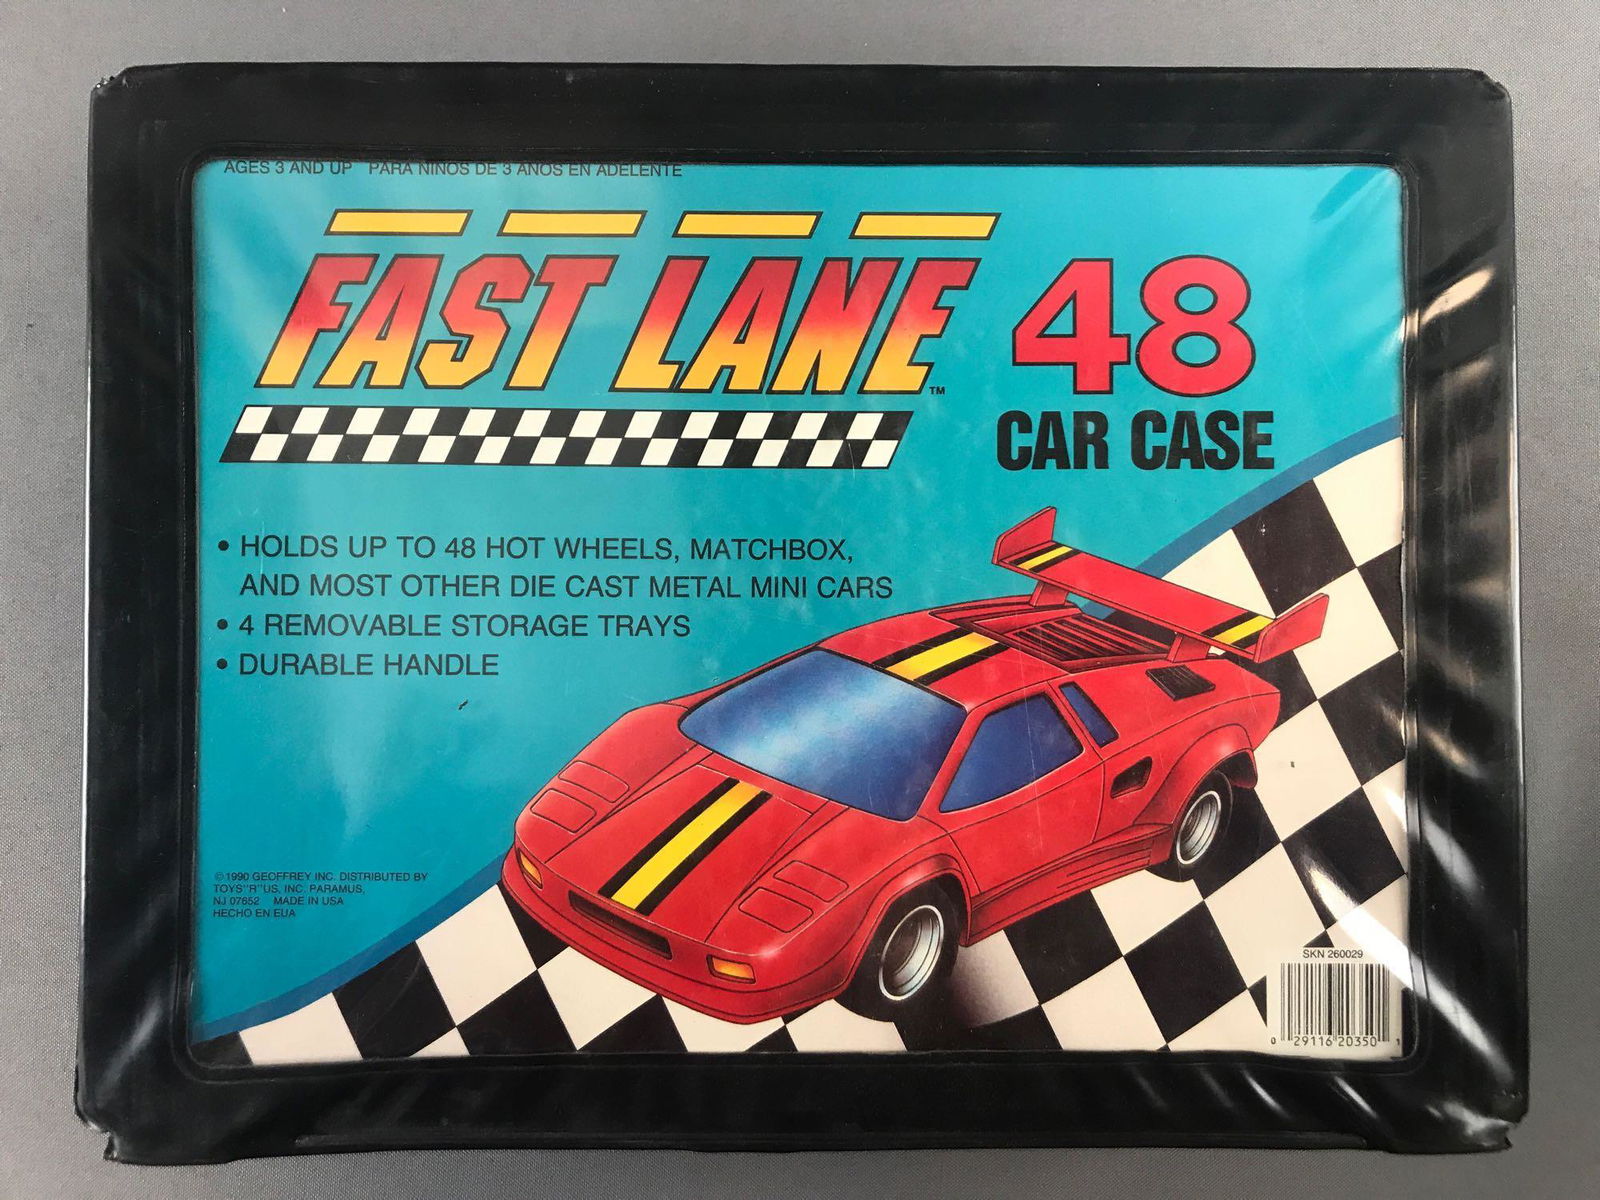 AGES 3 AND UP PARA NINOS DE 3 ANOS EN ADELENTE
FAST LANE™
48
CAR CASE
• HOLDS UP TO 48 HOT WHEELS, MATCHBOX,
AND MOST OTHER DIE CAST METAL MINI CARS
• 4 REMOVABLE STORAGE TRAYS
• DURABLE HANDLE
©1990 GEOFFREY INC. DISTRIBUTED BY
TOYS"R"US, INC. PARAMUS,
NJ 07652 MADE IN USA
HECHO EN EUA
SKN 260029
0 29116 20350 1